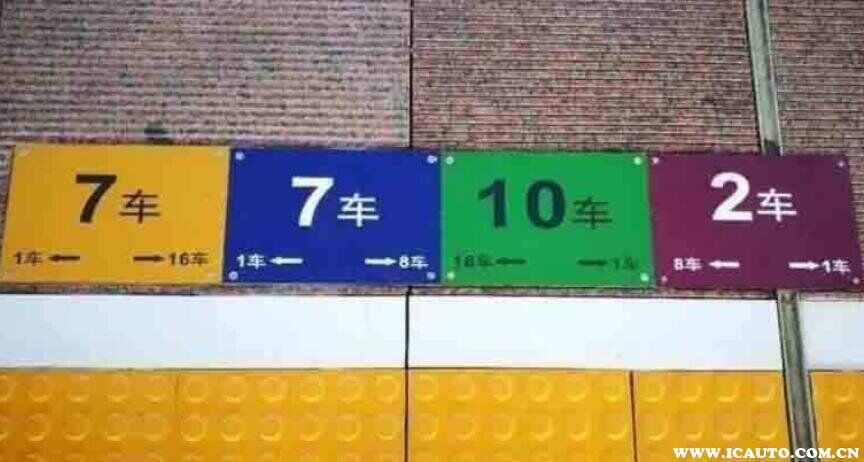 7车
1车 ← → 16车
7车
1车 ← → 8车
10车
16车 ← → 1车
2车
8车 ← → 1车
WWW.ICAUTO.COM.CN